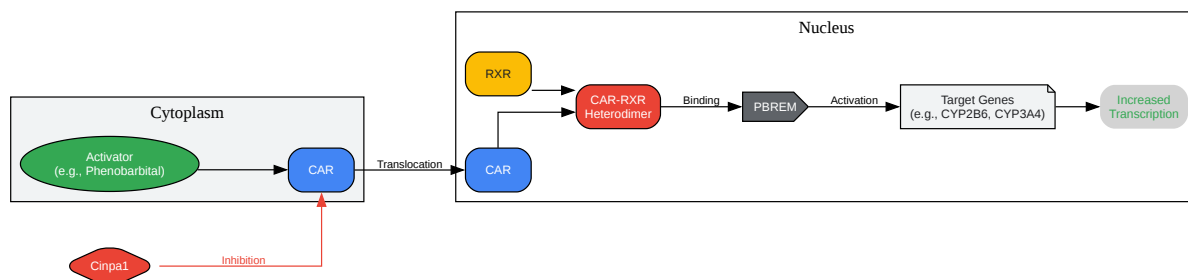 Nucleus
RXR
Cytoplasm
CAR-RXR
Heterodimer
Binding
PBREM
Activation
Target Genes
(e.g., CYP2B6, CYP3A4)
Increased
Transcription
Activator
(e.g., Phenobarbital)
CAR
Translocation
CAR
Cinpa1
Inhibition